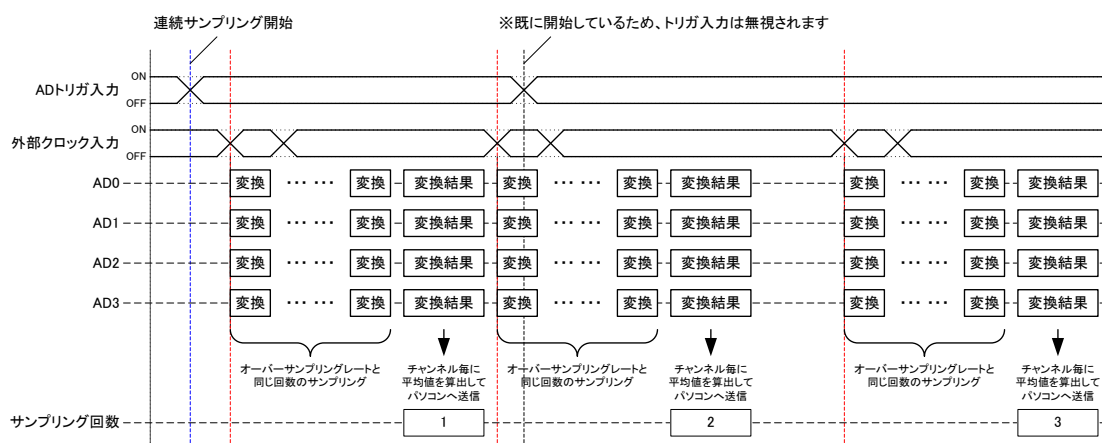 連続サンプリング開始
※既に開始しているため、トリガ入力は無視されます
ON
ADトリガ入力
OFF
ON
外部クロック入力
OFF
AD0 変換 …… 変換 変換結果 変換 …… 変換 変換結果 変換 …… 変換 変換結果
AD1 変換 …… 変換 変換結果 変換 …… 変換 変換結果 変換 …… 変換 変換結果
AD2 変換 …… 変換 変換結果 変換 …… 変換 変換結果 変換 …… 変換 変換結果
AD3 変換 …… 変換 変換結果 変換 …… 変換 変換結果 変換 …… 変換 変換結果
オーバーサンプリングレートと
同じ回数のサンプリング
チャンネル毎に
平均値を算出して
パソコンへ送信
オーバーサンプリングレートと
同じ回数のサンプリング
チャンネル毎に
平均値を算出して
パソコンへ送信
オーバーサンプリングレートと
同じ回数のサンプリング
チャンネル毎に
平均値を算出して
パソコンへ送信
サンプリング回数 1 2 3